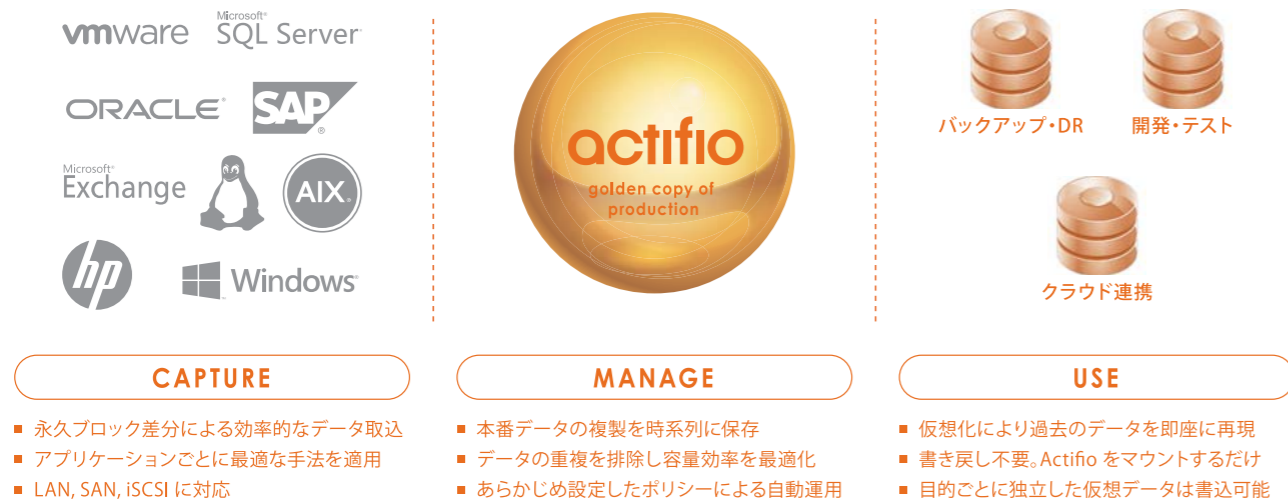 vmware
Microsoft®
SQL Server
ORACLE®
SAP®
Microsoft®
Exchange
AIX®
hp
Windows®
actifio
golden copy of
production
バックアップ・DR
開発・テスト
クラウド連携
CAPTURE
■ 永久ブロック差分による効率的なデータ取込
■ アプリケーションごとに最適な手法を適用
■ LAN, SAN, iSCSI に対応
MANAGE
■ 本番データの複製を時系列に保存
■ データの重複を排除し容量効率を最適化
■ あらかじめ設定したポリシーによる自動運用
USE
■ 仮想化により過去のデータを即座に再現
■ 書き戻し不要。Actifio をマウントするだけ
■ 目的ごとに独立した仮想データは書込可能